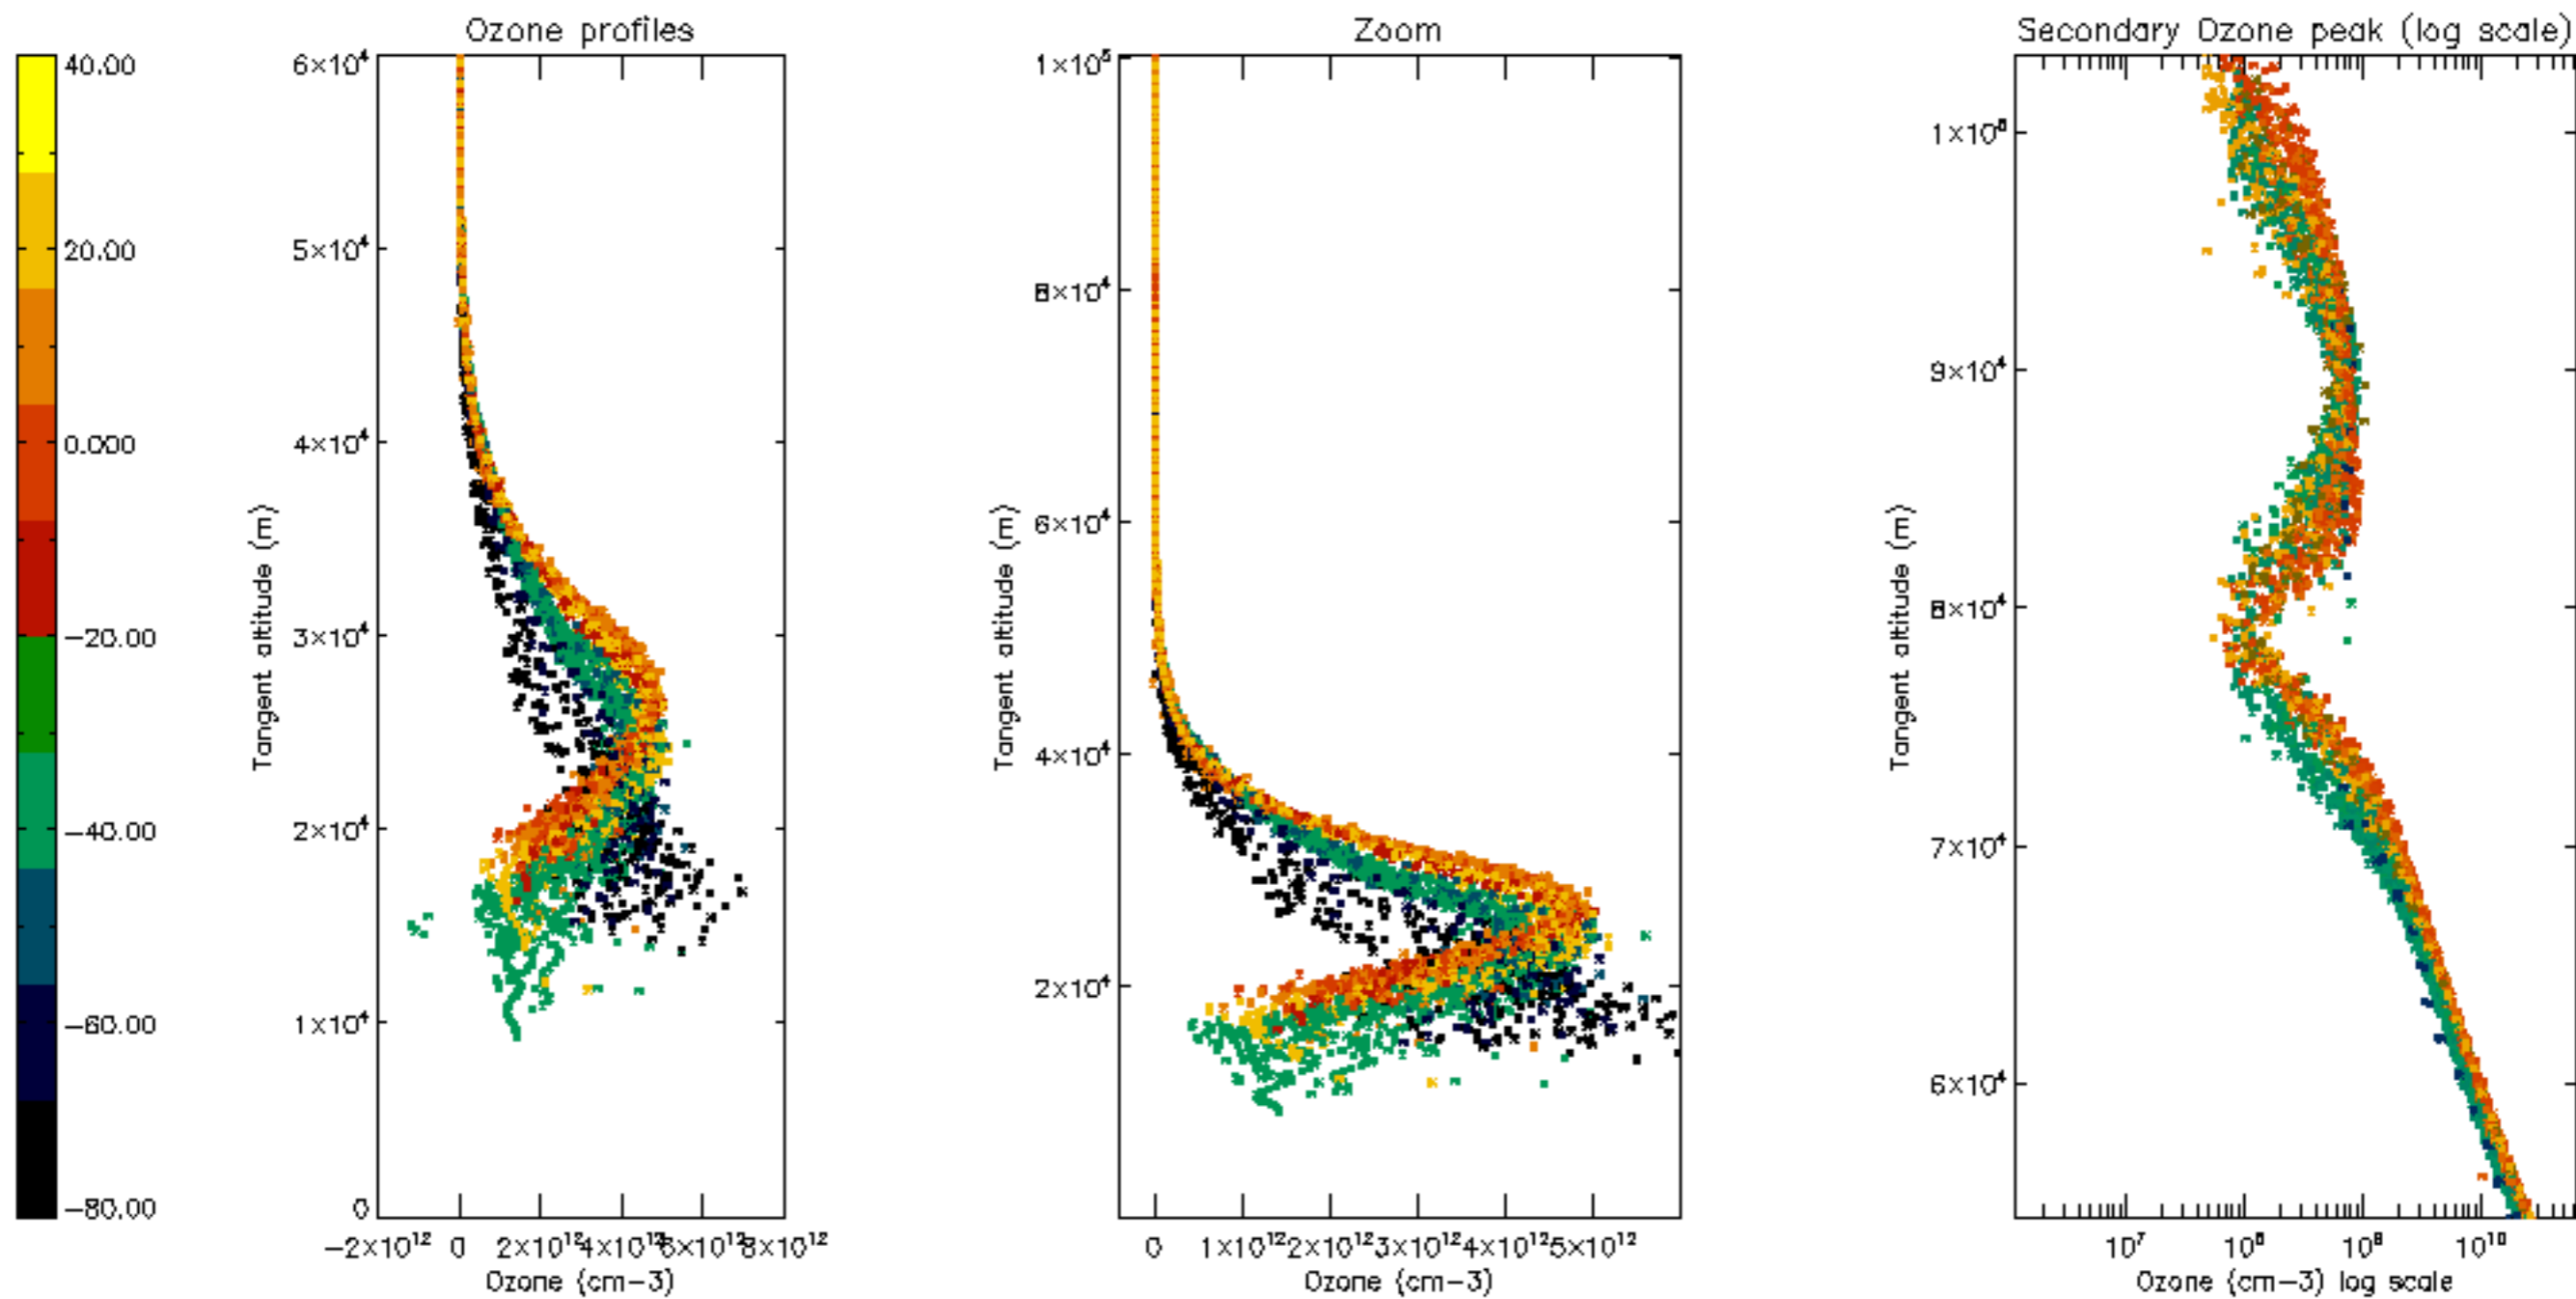 Ozone profiles
Zoom
Secondary Ozone peak (log scale)
40.00
20.00
0.000
−20.00
−40.00
−60.00
−80.00
6×10⁴
5×10⁴
4×10⁴
3×10⁴
2×10⁴
1×10⁴
0
Tangent altitude (m)
−2×10¹² 0 2×10¹² 4×10¹² 6×10¹² 8×10¹²
Ozone (cm−3)
1×10⁵
8×10⁴
6×10⁴
4×10⁴
2×10⁴
Tangent altitude (m)
0 1×10¹² 2×10¹² 3×10¹² 4×10¹² 5×10¹²
Ozone (cm−3)
1×10⁵
9×10⁴
8×10⁴
7×10⁴
6×10⁴
Tangent altitude (m)
10⁷ 10⁸ 10⁹ 10¹⁰
Ozone (cm−3) log scale